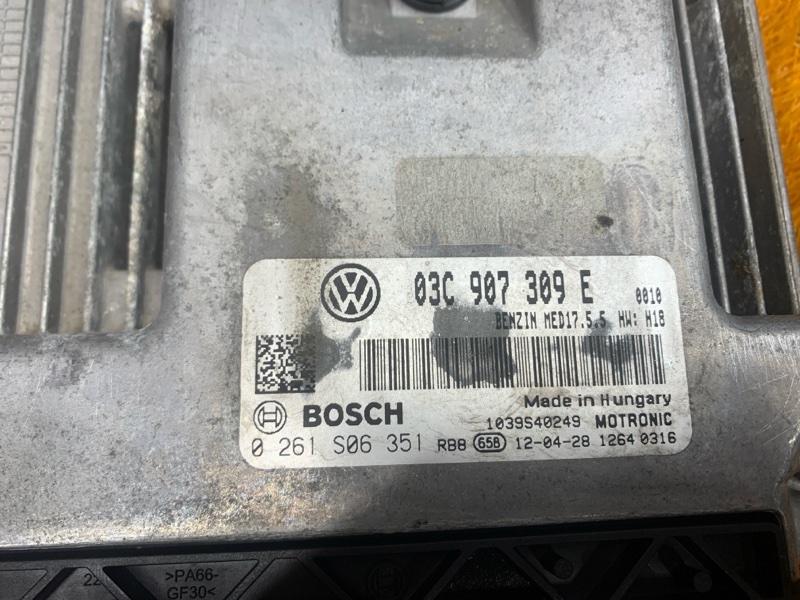 03C 907 309 E 0010
BENZIN MED17.5.5 HW: H18
Made in Hungary
BOSCH
1039S40249 MOTRONIC
0 261 S06 351 RB8 65B 12-04-28 1264 0316
>PA66-
GF30<